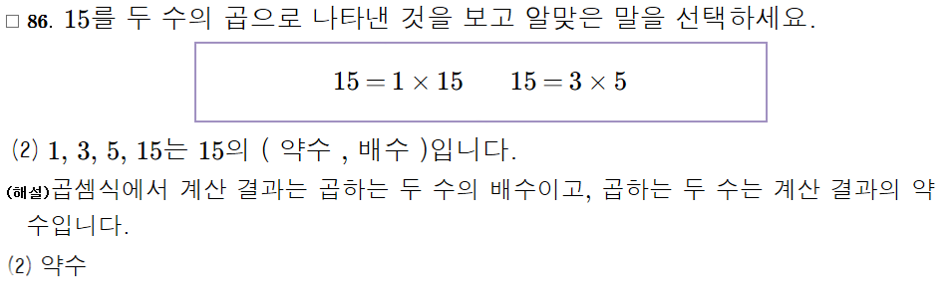 □ 86. 15를 두 수의 곱으로 나타낸 것을 보고 알맞은 말을 선택하세요.
15 = 1 × 15 15 = 3 × 5
(2) 1, 3, 5, 15는 15의 ( 약수 , 배수 )입니다.
(해설)곱셈식에서 계산 결과는 곱하는 두 수의 배수이고, 곱하는 두 수는 계산 결과의 약
수입니다.
(2) 약수